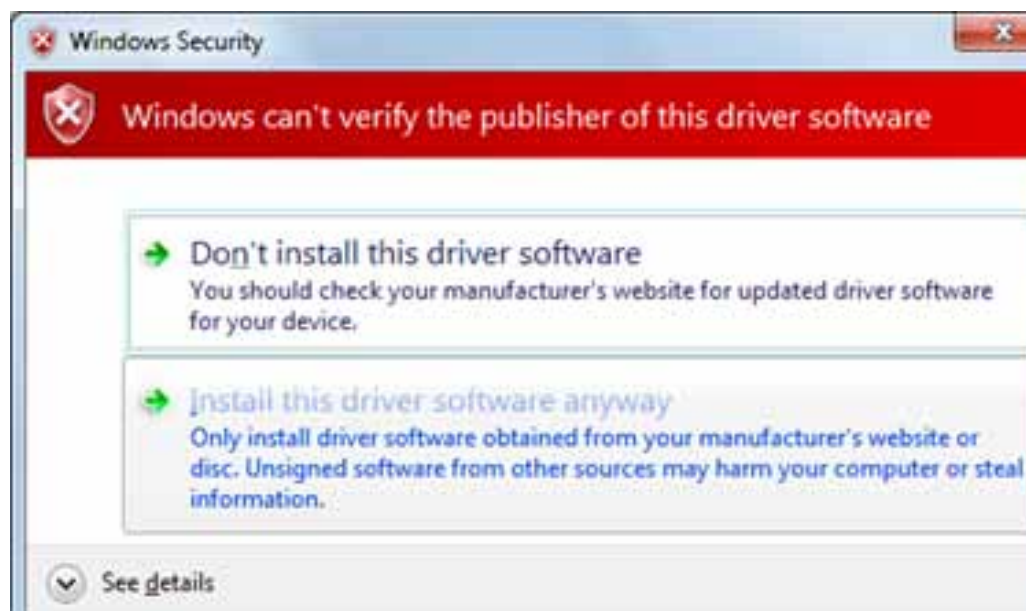 Windows Security
Windows can't verify the publisher of this driver software
Don't install this driver software
You should check your manufacturer's website for updated driver software
for your device.
Install this driver software anyway
Only install driver software obtained from your manufacturer's website or
disc. Unsigned software from other sources may harm your computer or steal
information.
See details